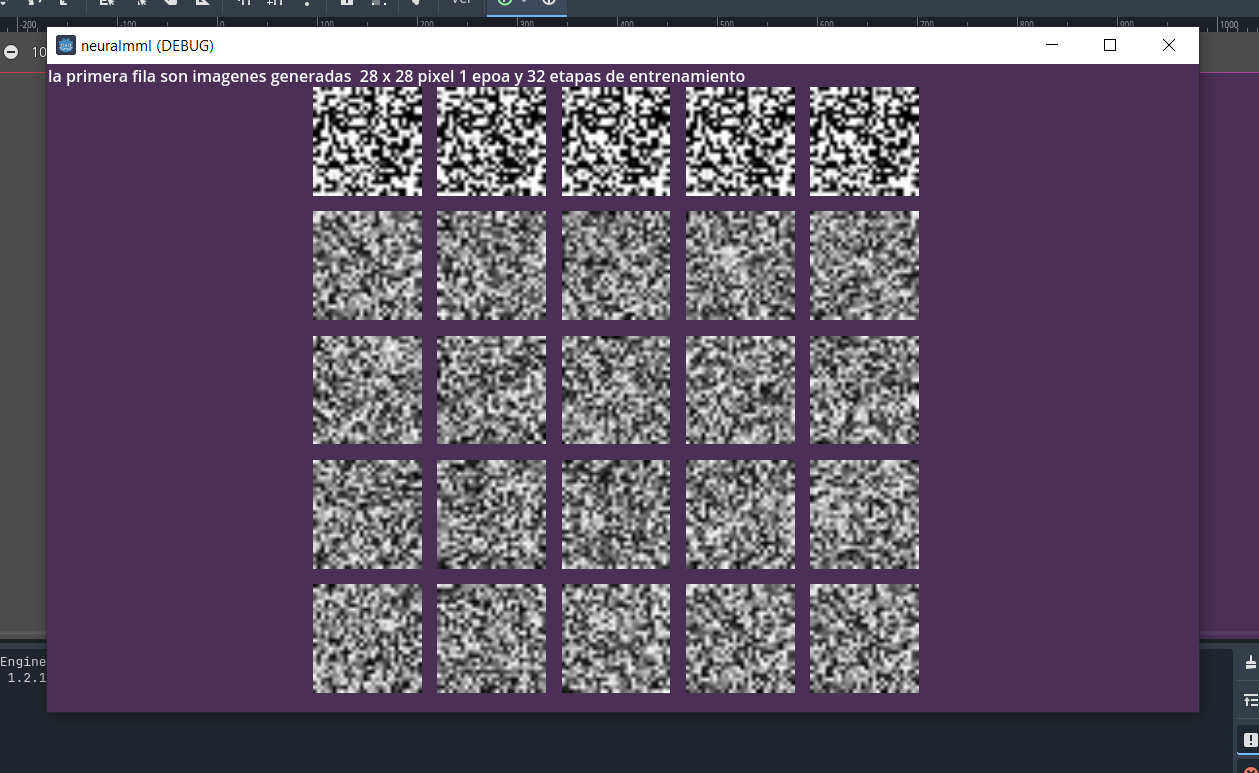 ver
-200 -100 0 100 200 300 400 500 600 700 800 900 1000
10
neuralmml (DEBUG)
la primera fila son imagenes generadas  28 x 28 pixel 1 epoa y 32 etapas de entrenamiento
Engine
1.2.1